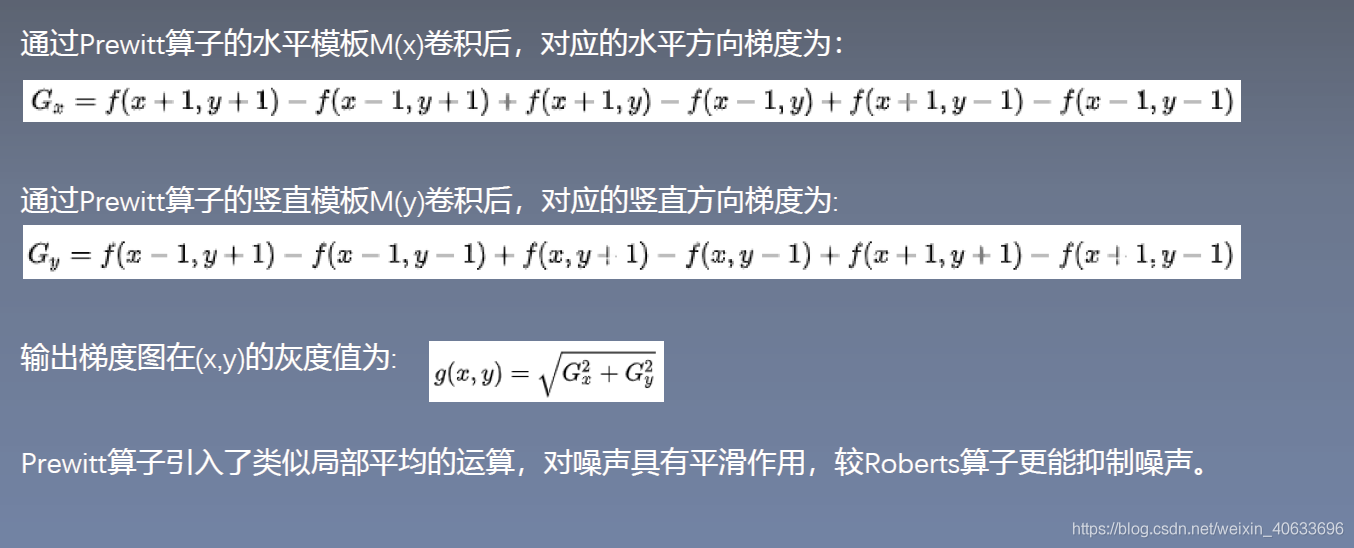 通过Prewitt算子的水平模板M(x)卷积后，对应的水平方向梯度为：
G_x = f(x + 1, y + 1) − f(x − 1, y + 1) + f(x + 1, y) − f(x − 1, y) + f(x + 1, y − 1) − f(x − 1, y − 1)
通过Prewitt算子的竖直模板M(y)卷积后，对应的竖直方向梯度为:
G_y = f(x − 1, y + 1) − f(x − 1, y − 1) + f(x, y + 1) − f(x, y − 1) + f(x + 1, y + 1) − f(x + 1, y − 1)
输出梯度图在(x,y)的灰度值为: g(x, y) = √(G_x^2 + G_y^2)
Prewitt算子引入了类似局部平均的运算，对噪声具有平滑作用，较Roberts算子更能抑制噪声。
https://blog.csdn.net/weixin_40633696